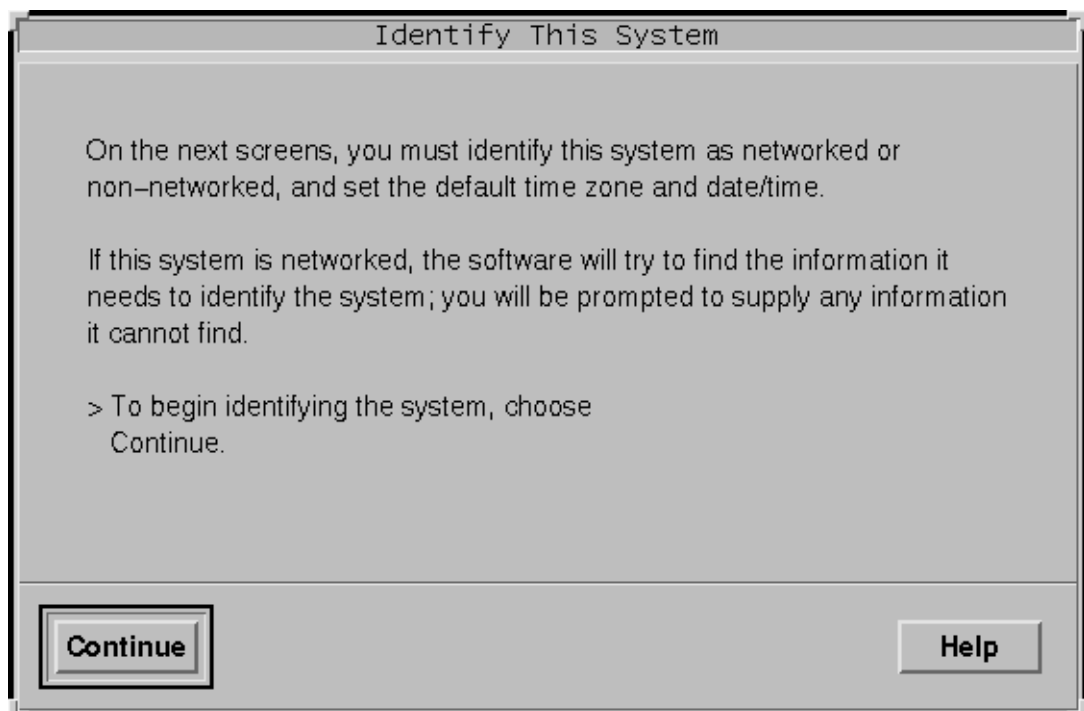 Identify This System
On the next screens, you must identify this system as networked or
non–networked, and set the default time zone and date/time.
If this system is networked, the software will try to find the information it
needs to identify the system; you will be prompted to supply any information
it cannot find.
> To begin identifying the system, choose
Continue.
Continue
Help